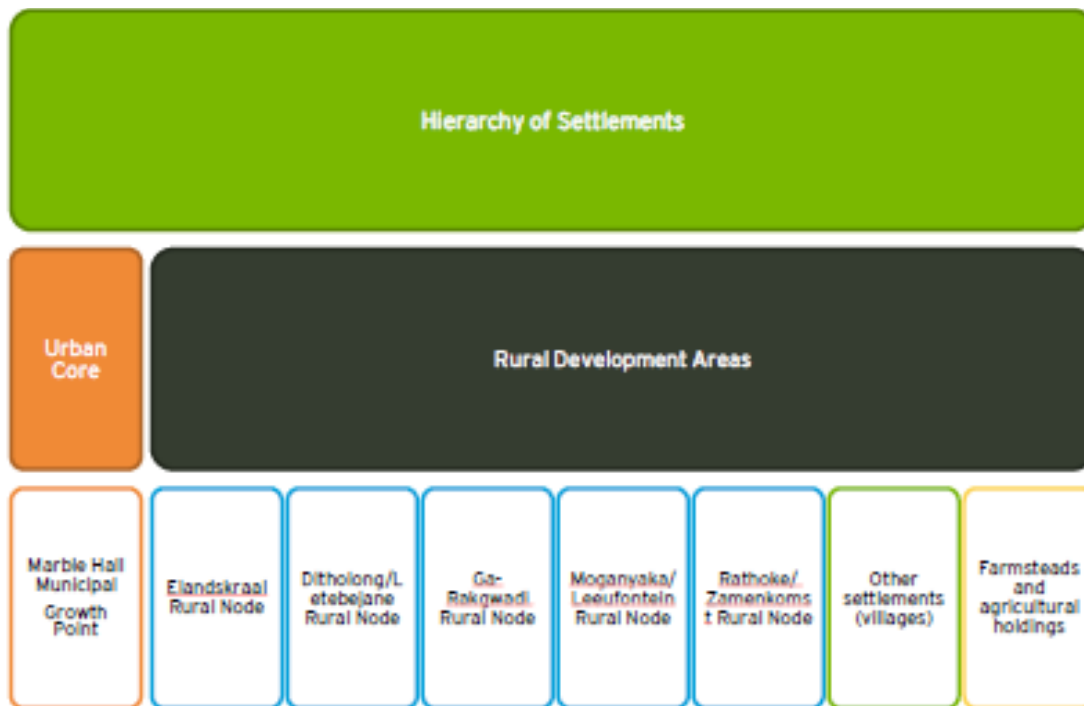 Hierarchy of Settlements
Urban
Core
Rural Development Areas
Marble Hall
Municipal
Growth
Point
Elandskraal
Rural Node
Ditholong/L
etebejane
Rural Node
Ga-
Rakgwadi
Rural Node
Moganyaka/
Leeufontein
Rural Node
Rathoke/
Zamenkoms
t Rural Node
Other
settlements
(villages)
Farmsteads
and
agricultural
holdings